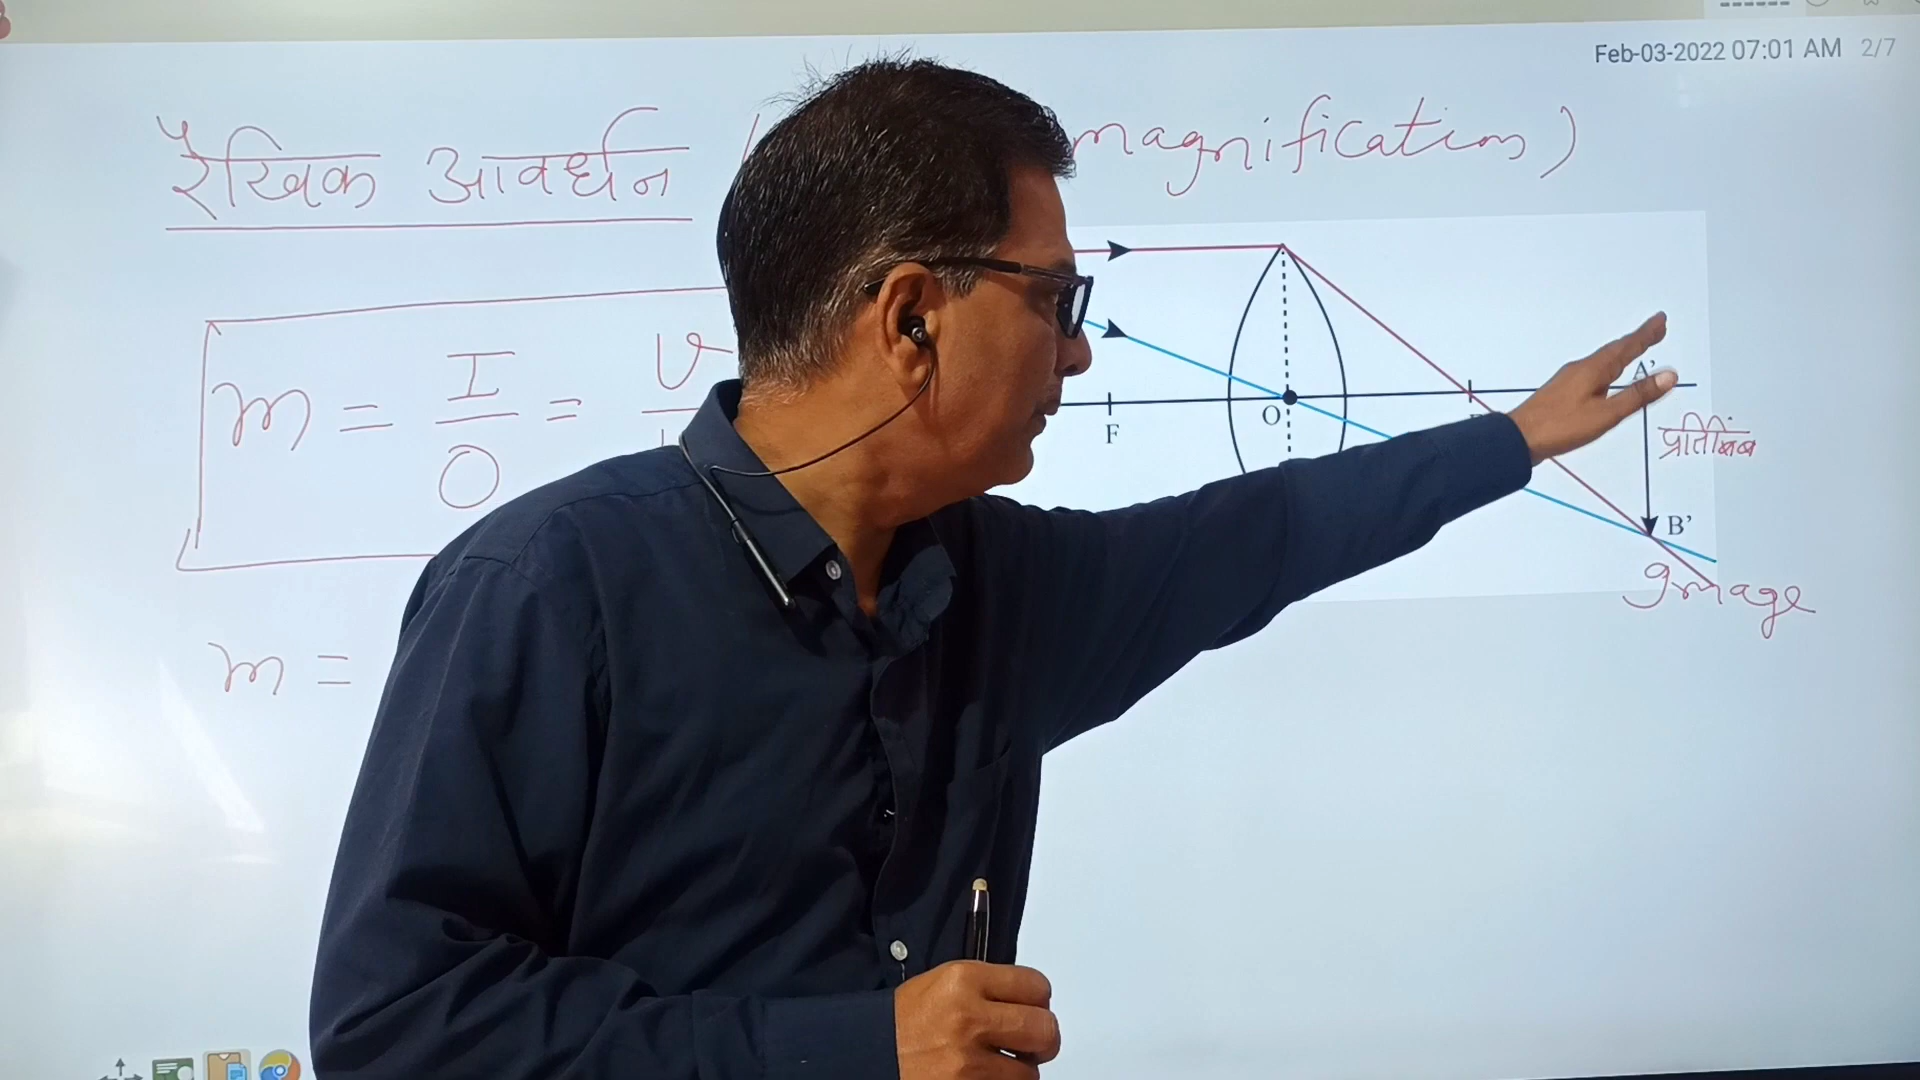 Feb-03-2022 07:01 AM 2/7
रैखिक आवर्धन ( magnification)
m = I/O = v
F
O
A'
प्रतिबिंब
B'
Image
m =